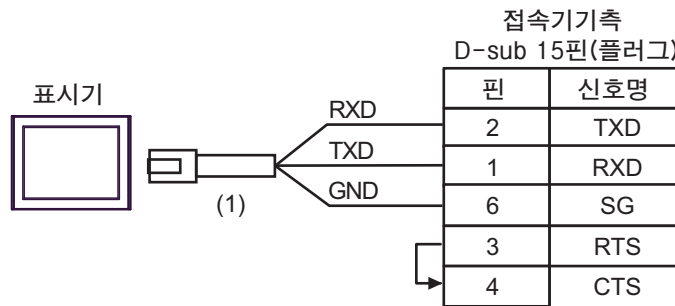 접속기기측
D-sub 15핀(플러그)
표시기
핀 신호명
RXD
2 TXD
TXD
1 RXD
GND
6 SG
(1)
3 RTS
4 CTS